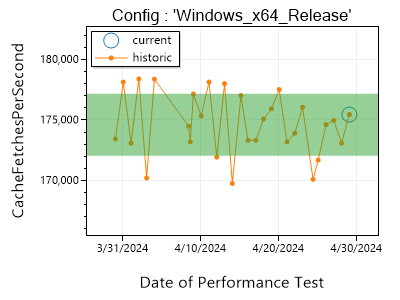 Config : 'Windows_x64_Release'
current
historic
CacheFetchesPerSecond
180,000
175,000
170,000
3/31/2024
4/10/2024
4/20/2024
4/30/2024
Date of Performance Test